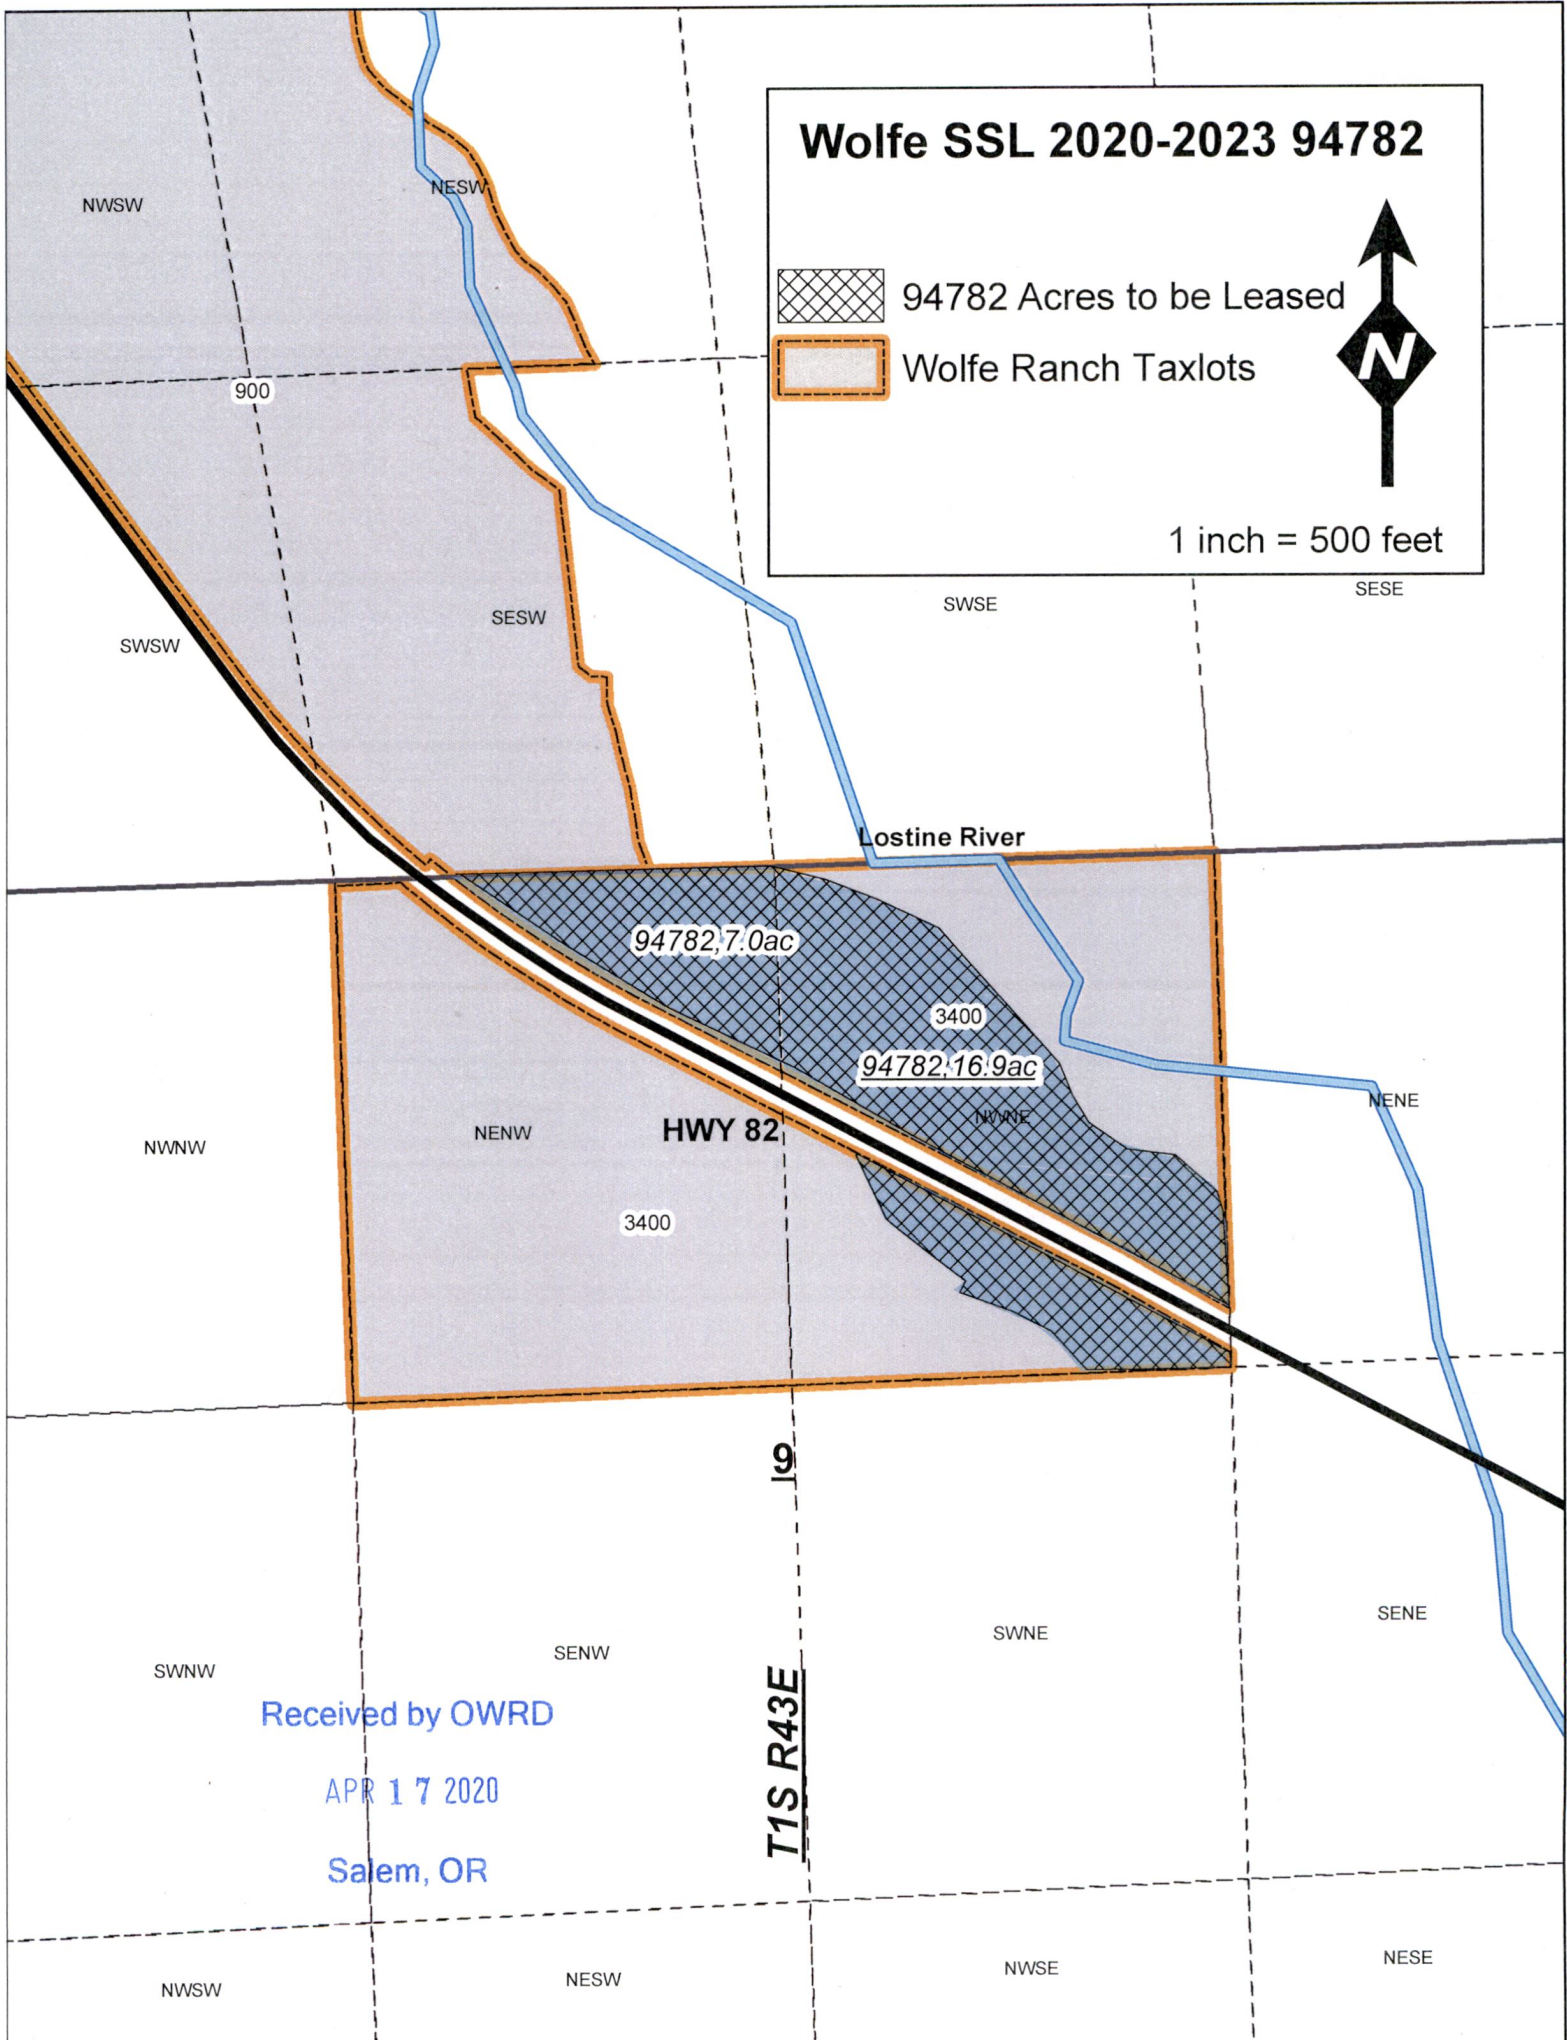 Wolfe SSL 2020-2023 94782
94782 Acres to be Leased
Wolfe Ranch Taxlots
N
1 inch = 500 feet
NWSW
NESW
900
SWSW
SESW
SWSE
SESE
Lostine River
94782,7.0ac
3400
94782,16.9ac
NWNE
NENE
NWNW
NENW
HWY 82
3400
9
T1S R43E
SWNW
SENW
SWNE
SENE
Received by OWRD
APR 17 2020
Salem, OR
NWSW
NESW
NWSE
NESE